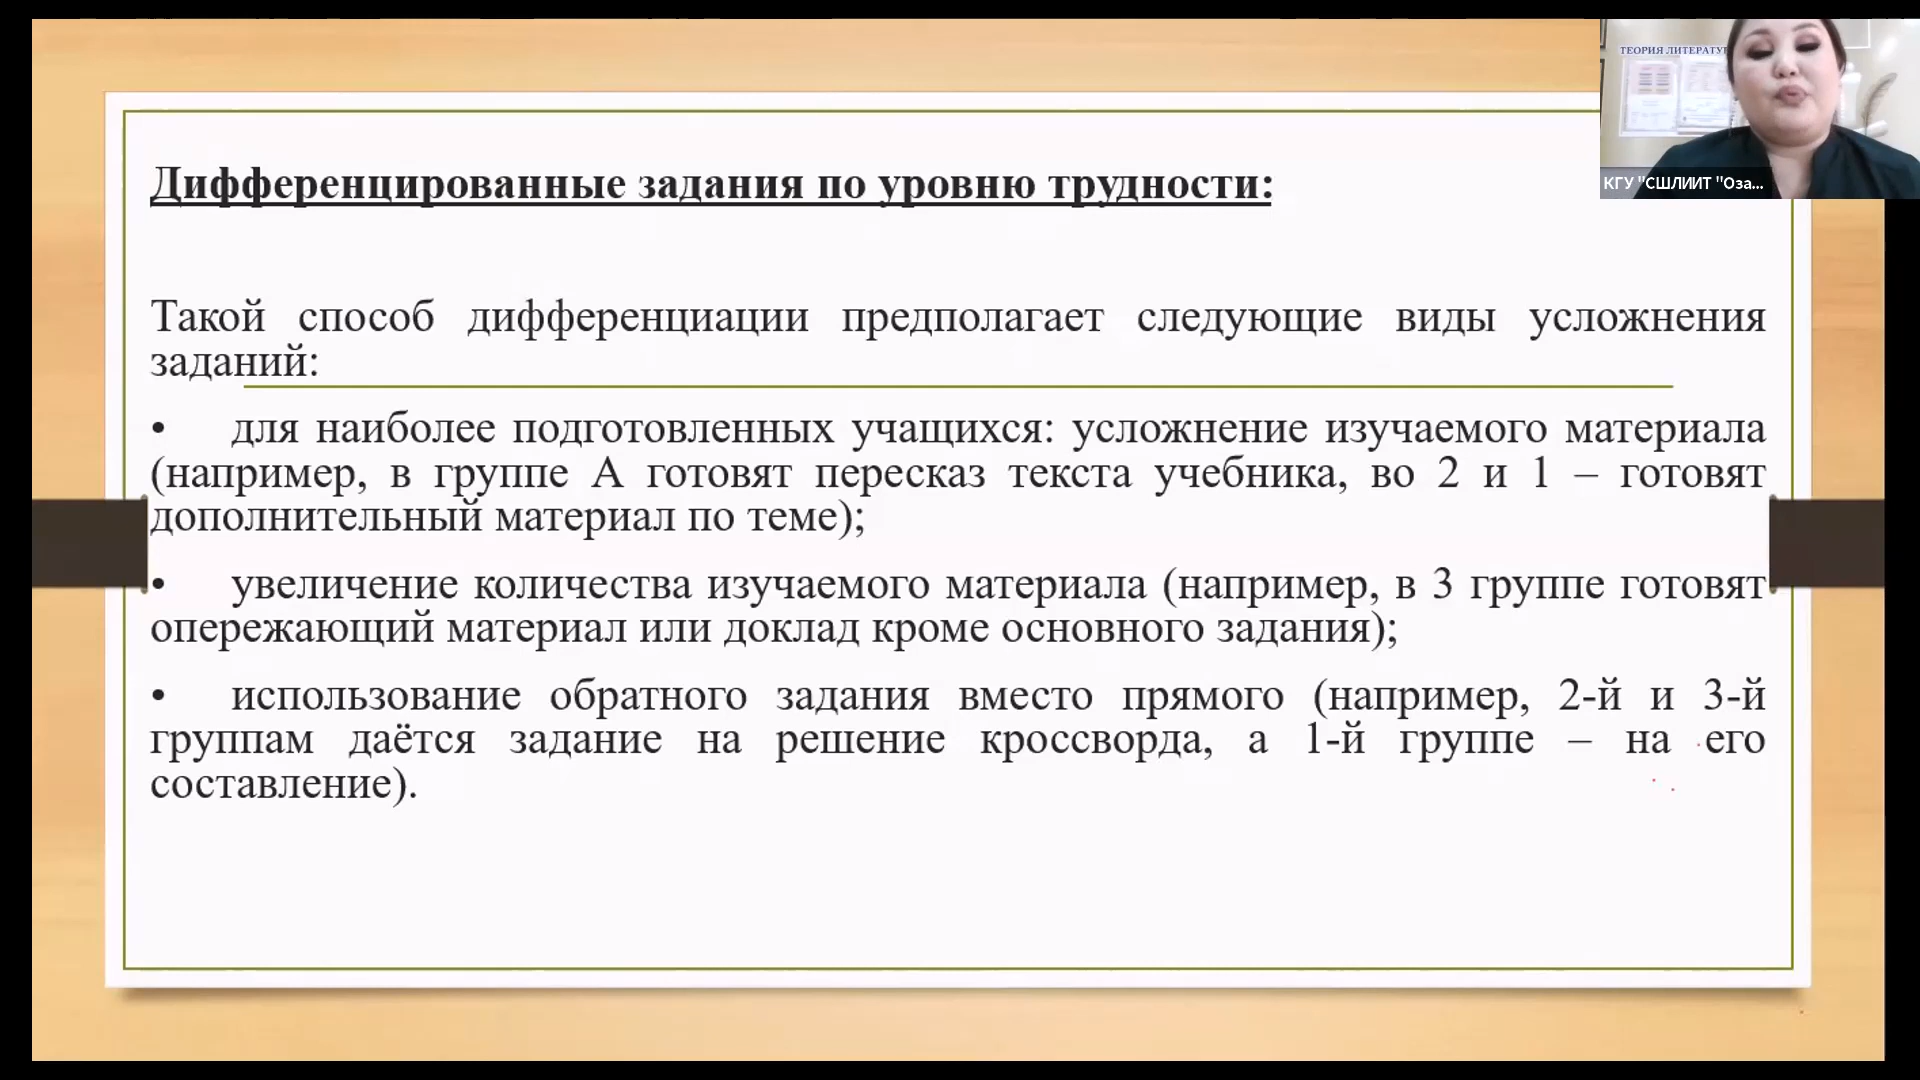 ТЕОРИЯ ЛИТЕРАТУР
КГУ "СШЛИИТ "Оза...
Дифференцированные задания по уровню трудности:
Такой способ дифференциации предполагает следующие виды усложнения
заданий:
• для наиболее подготовленных учащихся: усложнение изучаемого материала
(например, в группе А готовят пересказ текста учебника, во 2 и 1 – готовят
дополнительный материал по теме);
• увеличение количества изучаемого материала (например, в 3 группе готовят
опережающий материал или доклад кроме основного задания);
• использование обратного задания вместо прямого (например, 2-й и 3-й
группам даётся задание на решение кроссворда, а 1-й группе – на его
составление).